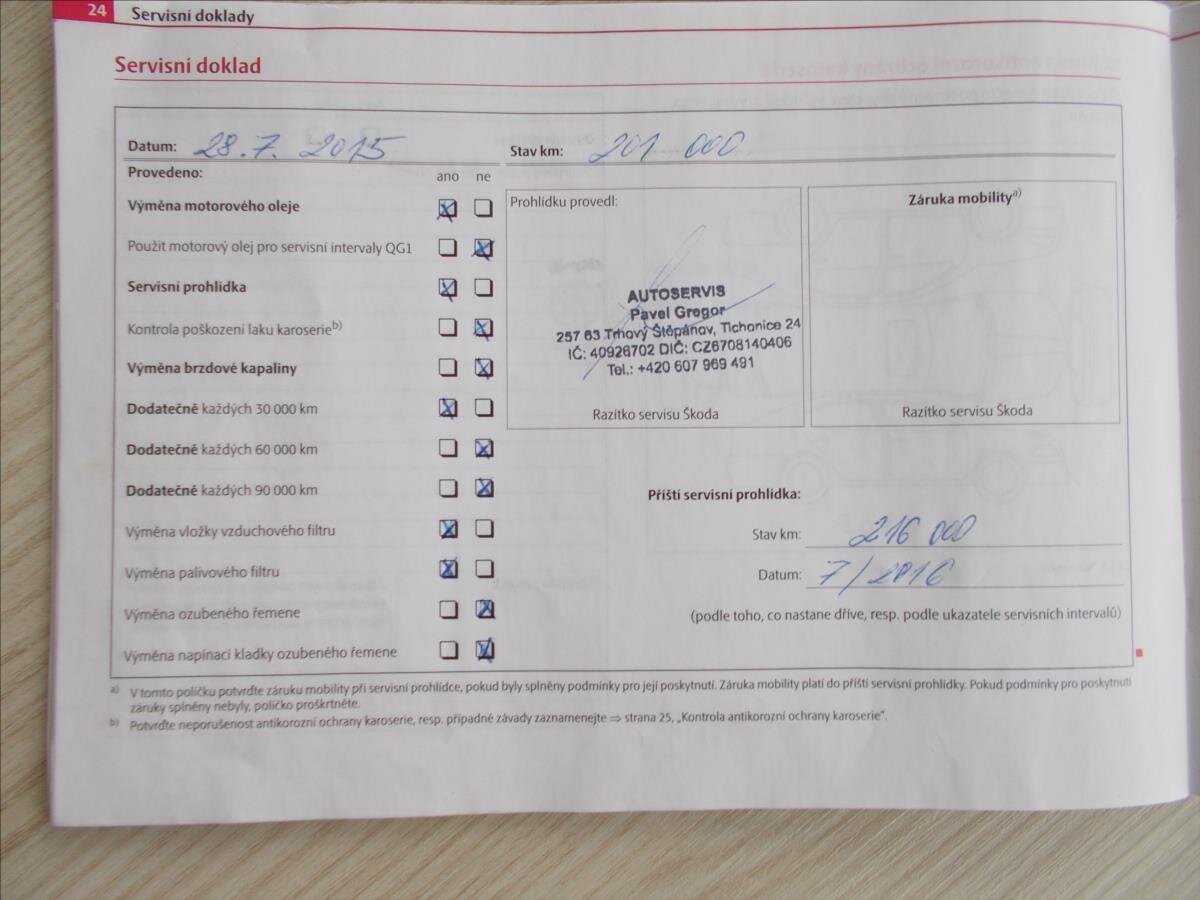 24 Servisní doklady
Servisní doklad
Datum: 28.7. 2015 Stav km: 201 000
Provedeno: ano ne
Výměna motorového oleje
Použit motorový olej pro servisní intervaly QG1
Servisní prohlídka
Kontrola poškození laku karoserie b)
Výměna brzdové kapaliny
Dodatečně každých 30 000 km
Dodatečně každých 60 000 km
Dodatečně každých 90 000 km
Výměna vložky vzduchového filtru
Výměna palivového filtru
Výměna ozubeného řemene
Výměna napínací kladky ozubeného řemene
Prohlídku provedl:
AUTOSERVIS
Pavel Gregor
257 63 Trhový Štěpánov, Tichonice 24
IČ: 40926702 DIČ: CZ6708140406
Tel.: +420 607 969 491
Razítko servisu Škoda
Záruka mobility a)
Razítko servisu Škoda
Příští servisní prohlídka:
Stav km: 216 000
Datum: 7/2016
(podle toho, co nastane dříve, resp. podle ukazatele servisních intervalů)
a) V tomto políčku potvrďte záruku mobility při servisní prohlídce, pokud byly splněny podmínky pro její poskytnutí. Záruka mobility platí do příští servisní prohlídky. Pokud podmínky pro poskytnutí
záruky splněny nebyly, políčko proškrtněte.
b) Potvrďte neporušenost antikorozní ochrany karoserie, resp. případné závady zaznamenejte ⇒ strana 25, „Kontrola antikorozní ochrany karoserie“.